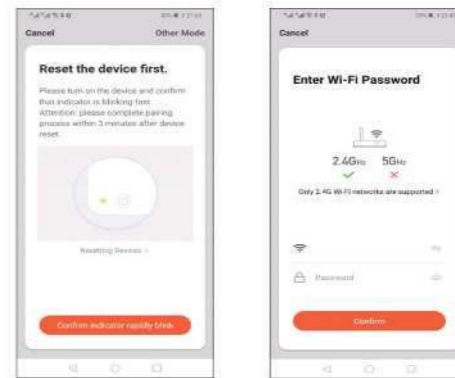 Cancel
Other Mode
Reset the device first.
Please turn on the device and confirm
that indicator is blinking fast.
Attention: please complete pairing
process within 3 minutes after device
reset.
Resetting Devices >
Confirm indicator rapidly blink
Cancel
Enter Wi-Fi Password
2.4GHz 5GHz
Only 2.4G Wi-Fi networks are supported >
Password
Confirm